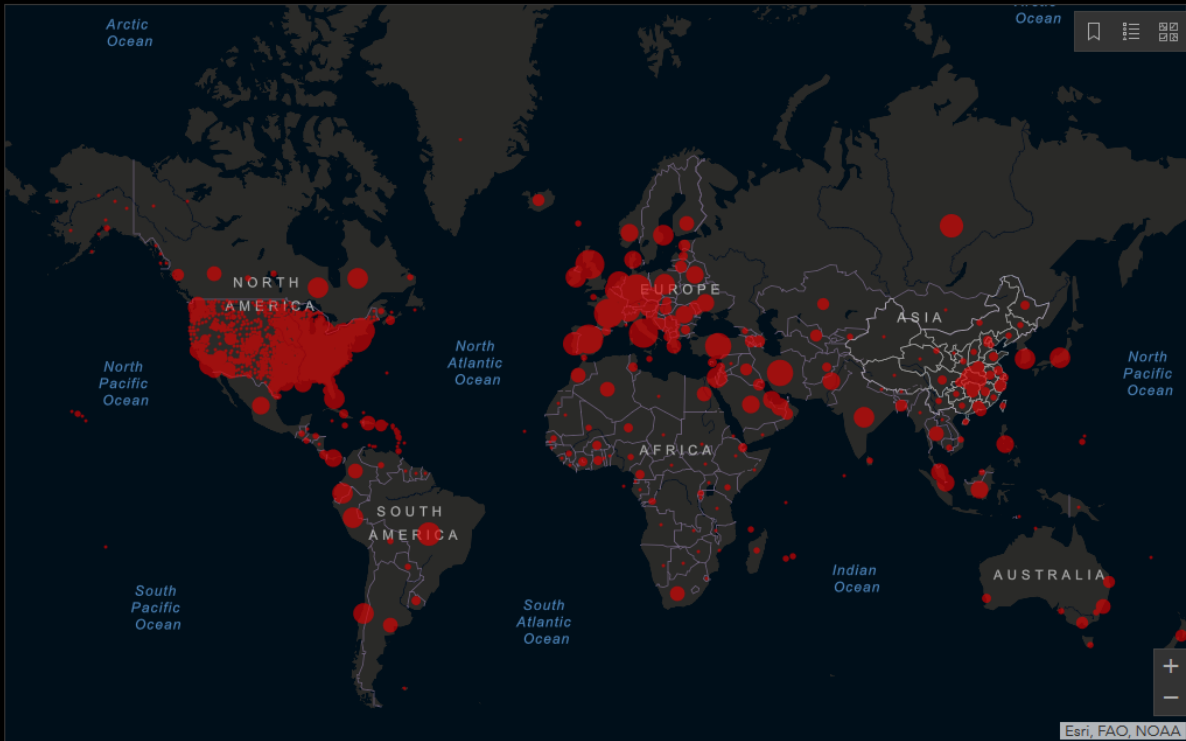 Arctic
Ocean
Ocean
NORTH
AMERICA
EUROPE
ASIA
North
Pacific
Ocean
North
Atlantic
Ocean
North
Pacific
Ocean
AFRICA
SOUTH
AMERICA
South
Pacific
Ocean
South
Atlantic
Ocean
Indian
Ocean
AUSTRALIA
+
−
Esri, FAO, NOAA